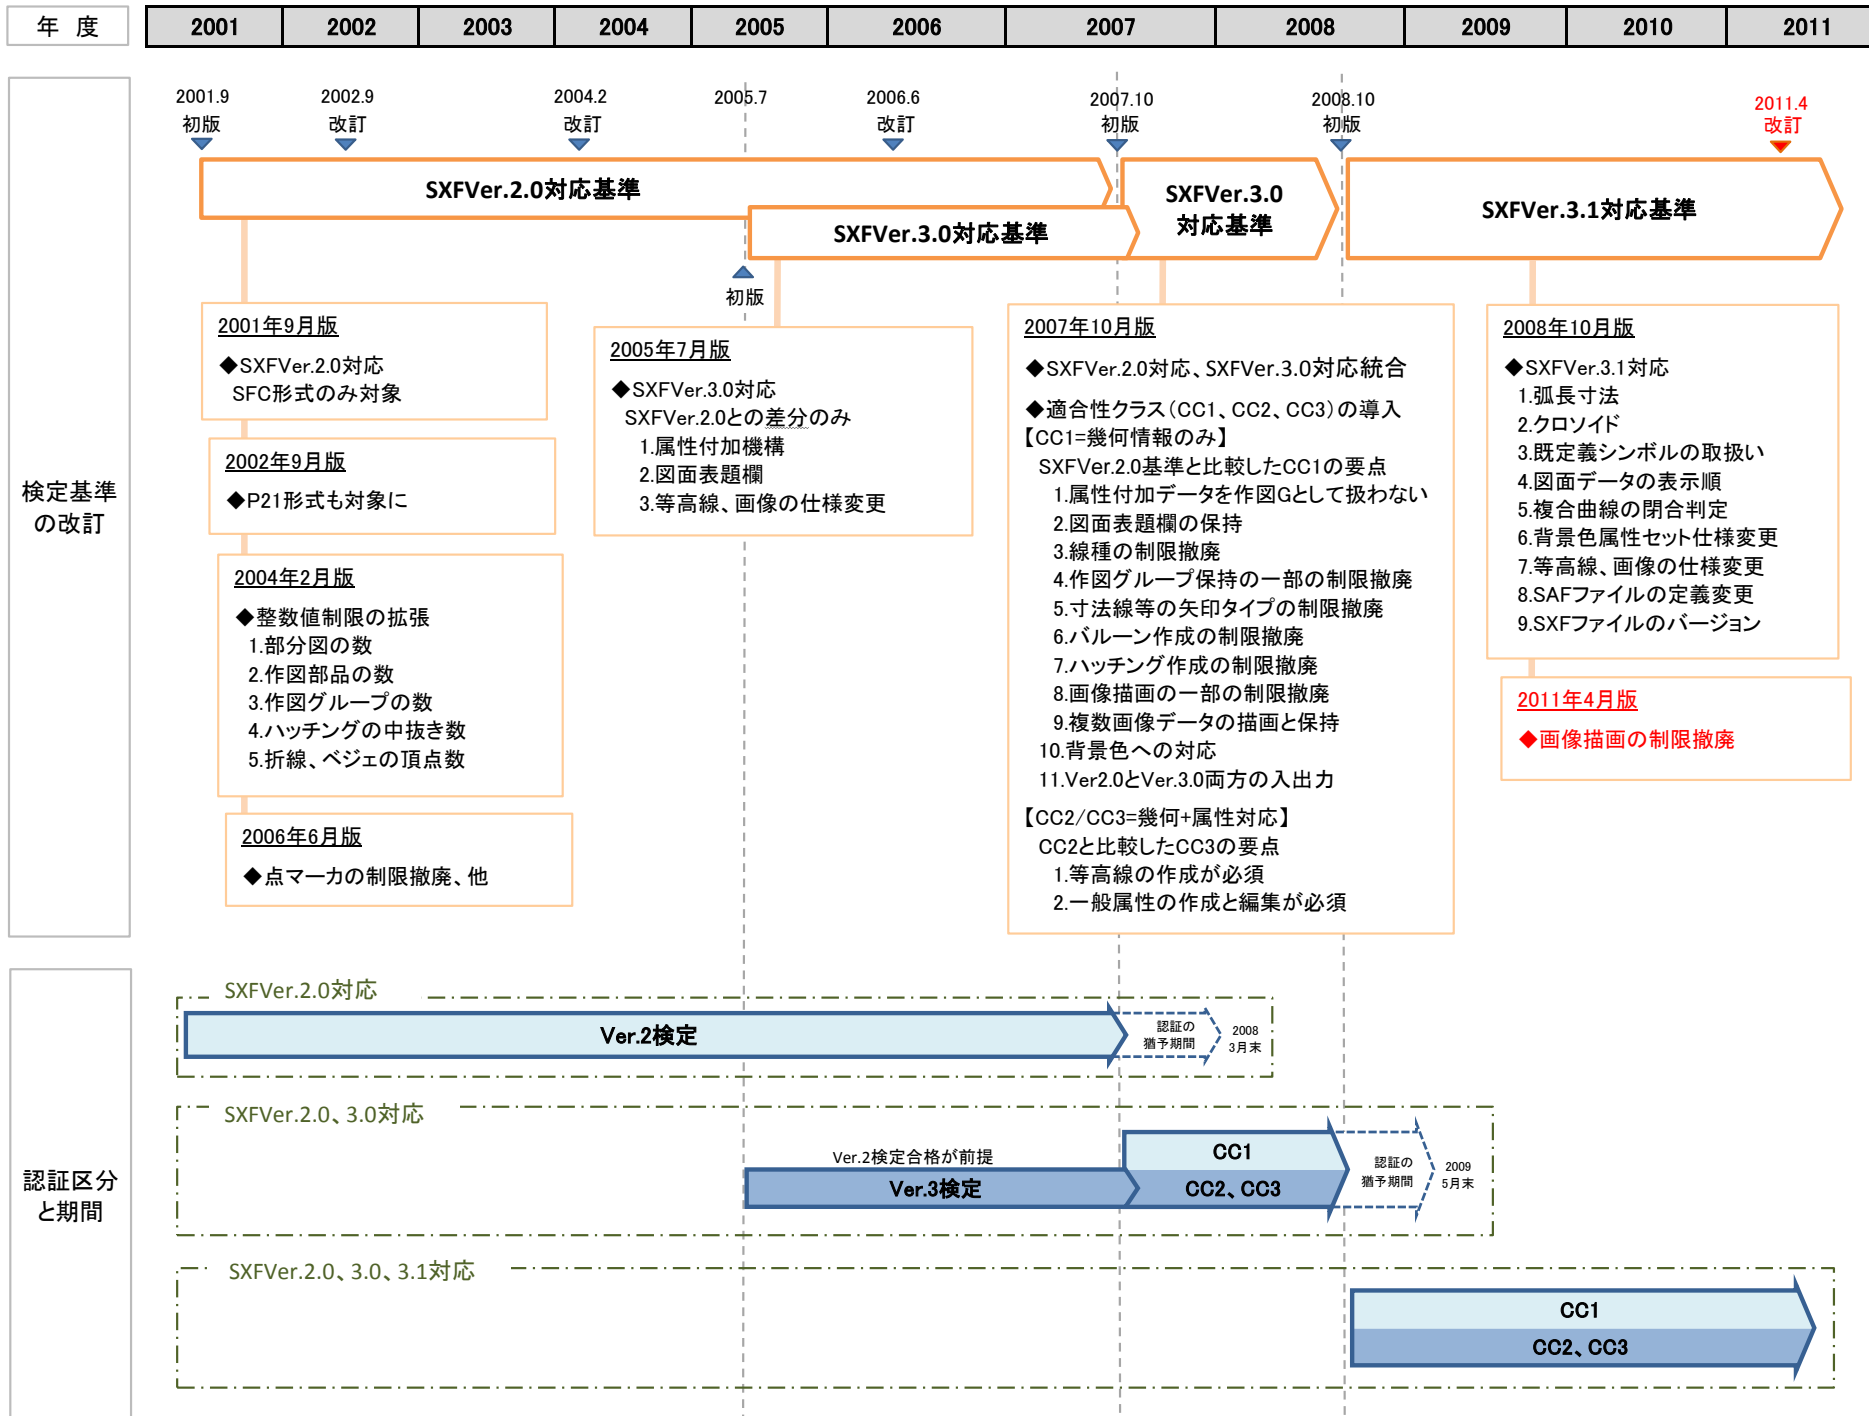 年 度
2001 2002 2003 2004 2005 2006 2007 2008 2009 2010 2011
検定基準
の改訂
2001.9
初版
2002.9
改訂
2004.2
改訂
2005.7
2006.6
改訂
2007.10
初版
2008.10
初版
2011.4
改訂
SXFVer.2.0対応基準
SXFVer.3.0対応基準
SXFVer.3.0
対応基準
SXFVer.3.1対応基準
初版
2001年9月版
◆SXFVer.2.0対応
SFC形式のみ対象
2002年9月版
◆P21形式も対象に
2004年2月版
◆整数値制限の拡張
1.部分図の数
2.作図部品の数
3.作図グループの数
4.ハッチングの中抜き数
5.折線、ベジェの頂点数
2006年6月版
◆点マーカの制限撤廃、他
2005年7月版
◆SXFVer.3.0対応
SXFVer.2.0との差分のみ
1.属性付加機構
2.図面表題欄
3.等高線、画像の仕様変更
2007年10月版
◆SXFVer.2.0対応、SXFVer.3.0対応統合
◆適合性クラス(CC1、CC2、CC3)の導入
【CC1=幾何情報のみ】
SXFVer.2.0基準と比較したCC1の要点
1.属性付加データを作図Gとして扱わない
2.図面表題欄の保持
3.線種の制限撤廃
4.作図グループ保持の一部の制限撤廃
5.寸法線等の矢印タイプの制限撤廃
6.バルーン作成の制限撤廃
7.ハッチング作成の制限撤廃
8.画像描画の一部の制限撤廃
9.複数画像データの描画と保持
10.背景色への対応
11.Ver2.0とVer.3.0両方の入出力
【CC2/CC3=幾何+属性対応】
CC2と比較したCC3の要点
1.等高線の作成が必須
2.一般属性の作成と編集が必須
2008年10月版
◆SXFVer.3.1対応
1.弧長寸法
2.クロソイド
3.既定義シンボルの取扱い
4.図面データの表示順
5.複合曲線の閉合判定
6.背景色属性セット仕様変更
7.等高線、画像の仕様変更
8.SAFファイルの定義変更
9.SXFファイルのバージョン
2011年4月版
◆画像描画の制限撤廃
認証区分
と期間
SXFVer.2.0対応
Ver.2検定
認証の
猶予期間
2008
3月末
SXFVer.2.0、3.0対応
Ver.2検定合格が前提
Ver.3検定
CC1
CC2、CC3
認証の
猶予期間
2009
5月末
SXFVer.2.0、3.0、3.1対応
CC1
CC2、CC3